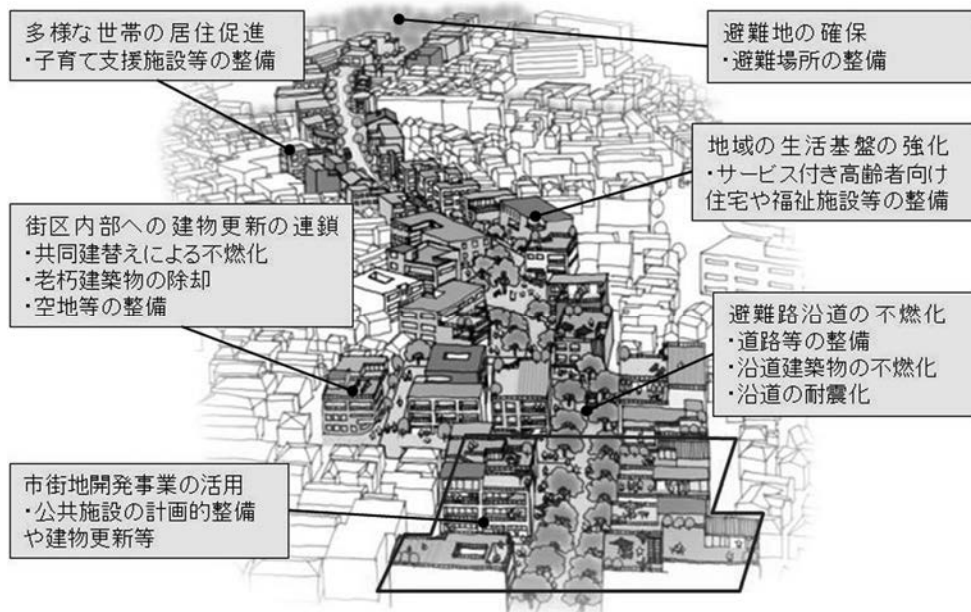 多様な世帯の居住促進
・子育て支援施設等の整備
避難地の確保
・避難場所の整備
地域の生活基盤の強化
・サービス付き高齢者向け
住宅や福祉施設等の整備
街区内部への建物更新の連鎖
・共同建替えによる不燃化
・老朽建築物の除却
・空地等の整備
避難路沿道の不燃化
・道路等の整備
・沿道建築物の不燃化
・沿道の耐震化
市街地開発事業の活用
・公共施設の計画的整備
や建物更新等